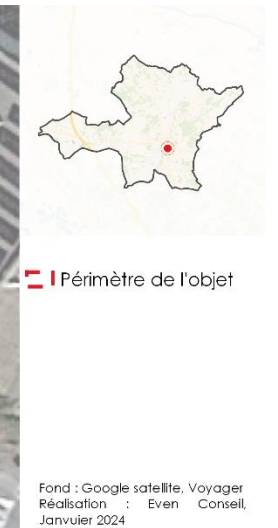 Périmètre de l'objet
Fond : Google satellite, Voyager
Réalisation : Even Conseil,
Janvuier 2024